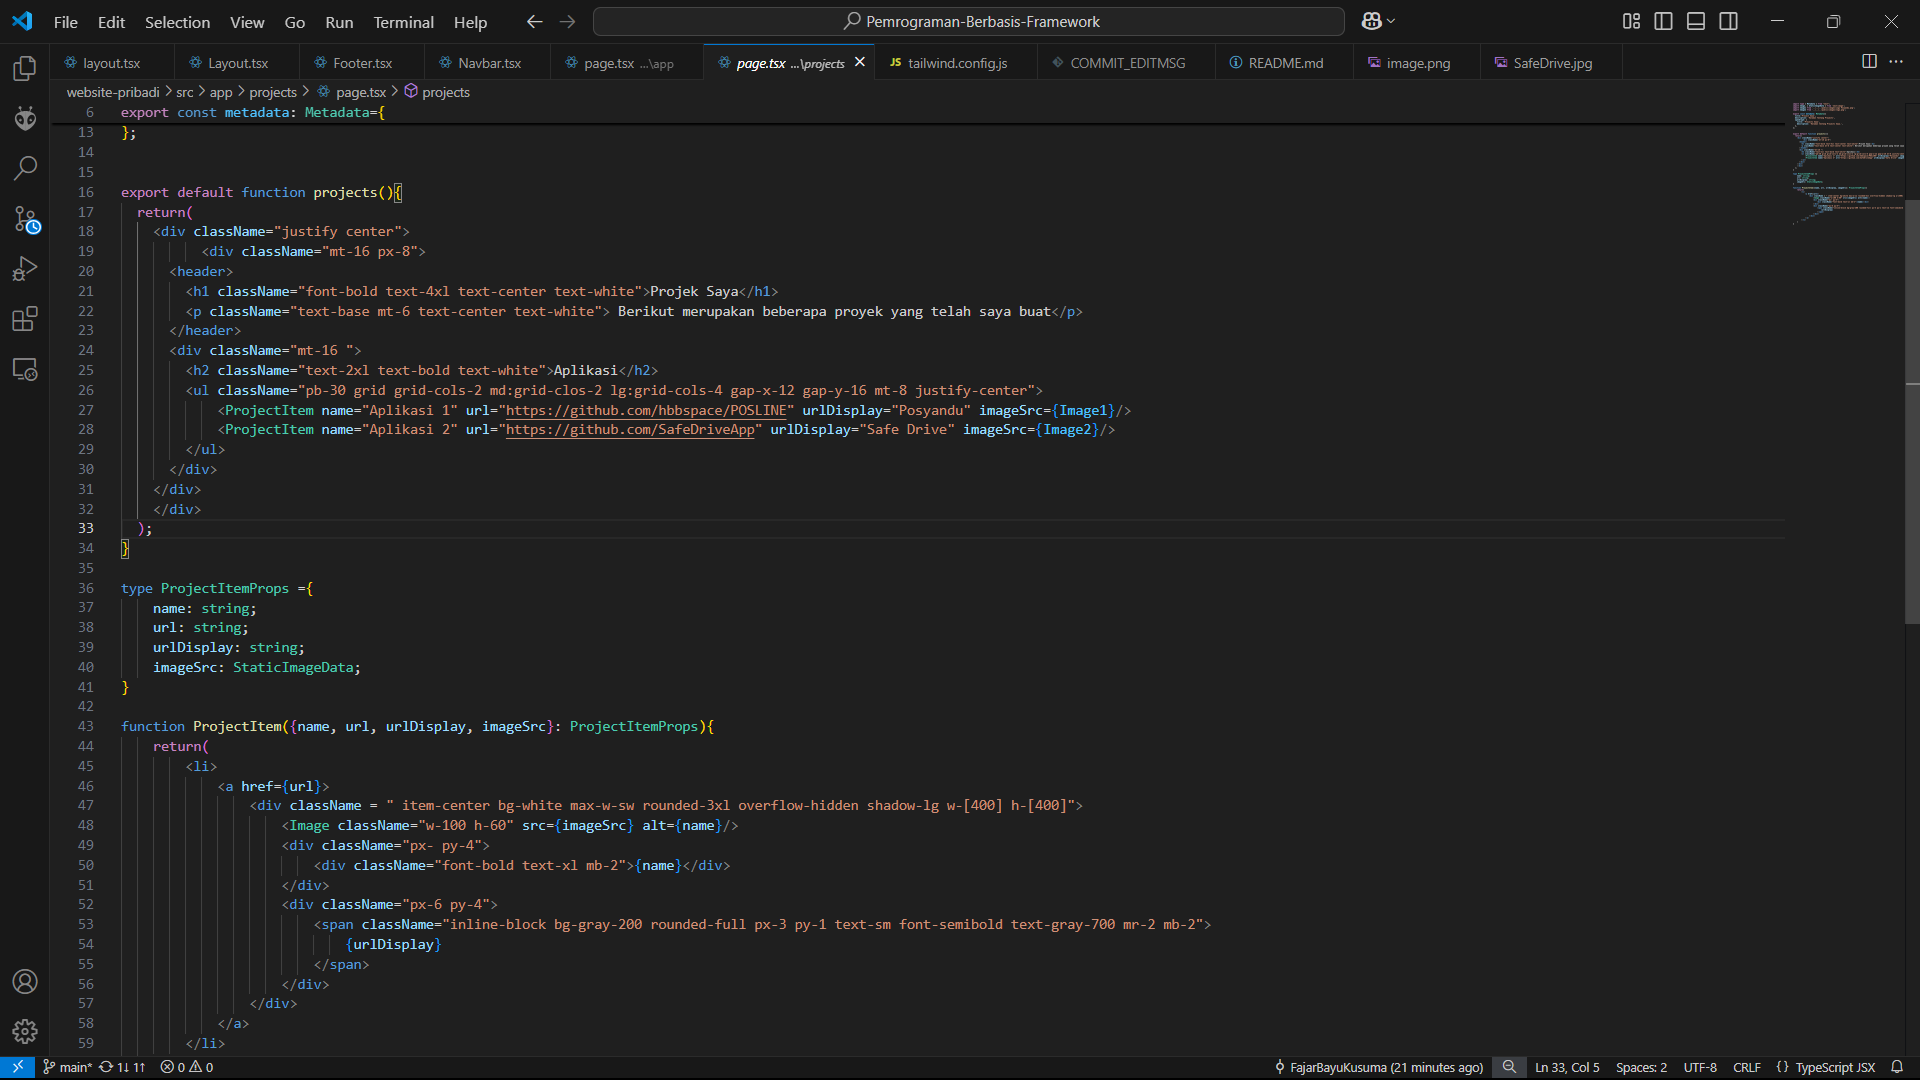 File Edit Selection View Go Run Terminal Help
Pemrograman-Berbasis-Framework
layout.tsx Layout.tsx Footer.tsx Navbar.tsx page.tsx ...\app page.tsx ...\projects JS tailwind.config.js COMMIT_EDITMSG README.md image.png SafeDrive.jpg
website-pribadi > src > app > projects > page.tsx > projects
6 export const metadata: Metadata={
13 };
14
15
16 export default function projects(){
17 return(
18 <div className="justify center">
19 <div className="mt-16 px-8">
20 <header>
21 <h1 className="font-bold text-4xl text-center text-white">Projek Saya</h1>
22 <p className="text-base mt-6 text-center text-white"> Berikut merupakan beberapa proyek yang telah saya buat</p>
23 </header>
24 <div className="mt-16 ">
25 <h2 className="text-2xl text-bold text-white">Aplikasi</h2>
26 <ul className="pb-30 grid grid-cols-2 md:grid-clos-2 lg:grid-cols-4 gap-x-12 gap-y-16 mt-8 justify-center">
27 <ProjectItem name="Aplikasi 1" url="https://github.com/hbbspace/POSLINE" urlDisplay="Posyandu" imageSrc={Image1}/>
28 <ProjectItem name="Aplikasi 2" url="https://github.com/SafeDriveApp" urlDisplay="Safe Drive" imageSrc={Image2}/>
29 </ul>
30 </div>
31 </div>
32 </div>
33 );
34 }
35
36 type ProjectItemProps ={
37 name: string;
38 url: string;
39 urlDisplay: string;
40 imageSrc: StaticImageData;
41 }
42
43 function ProjectItem({name, url, urlDisplay, imageSrc}: ProjectItemProps){
44 return(
45 <li>
46 <a href={url}>
47 <div className = " item-center bg-white max-w-sw rounded-3xl overflow-hidden shadow-lg w-[400] h-[400]">
48 <Image className="w-100 h-60" src={imageSrc} alt={name}/>
49 <div className="px- py-4">
50 <div className="font-bold text-xl mb-2">{name}</div>
51 </div>
52 <div className="px-6 py-4">
53 <span className="inline-block bg-gray-200 rounded-full px-3 py-1 text-sm font-semibold text-gray-700 mr-2 mb-2">
54 {urlDisplay}
55 </span>
56 </div>
57 </div>
58 </a>
59 </li>
main* 1↓ 1↑ 0 0 FajarBayuKusuma (21 minutes ago) Ln 33, Col 5 Spaces: 2 UTF-8 CRLF {} TypeScript JSX